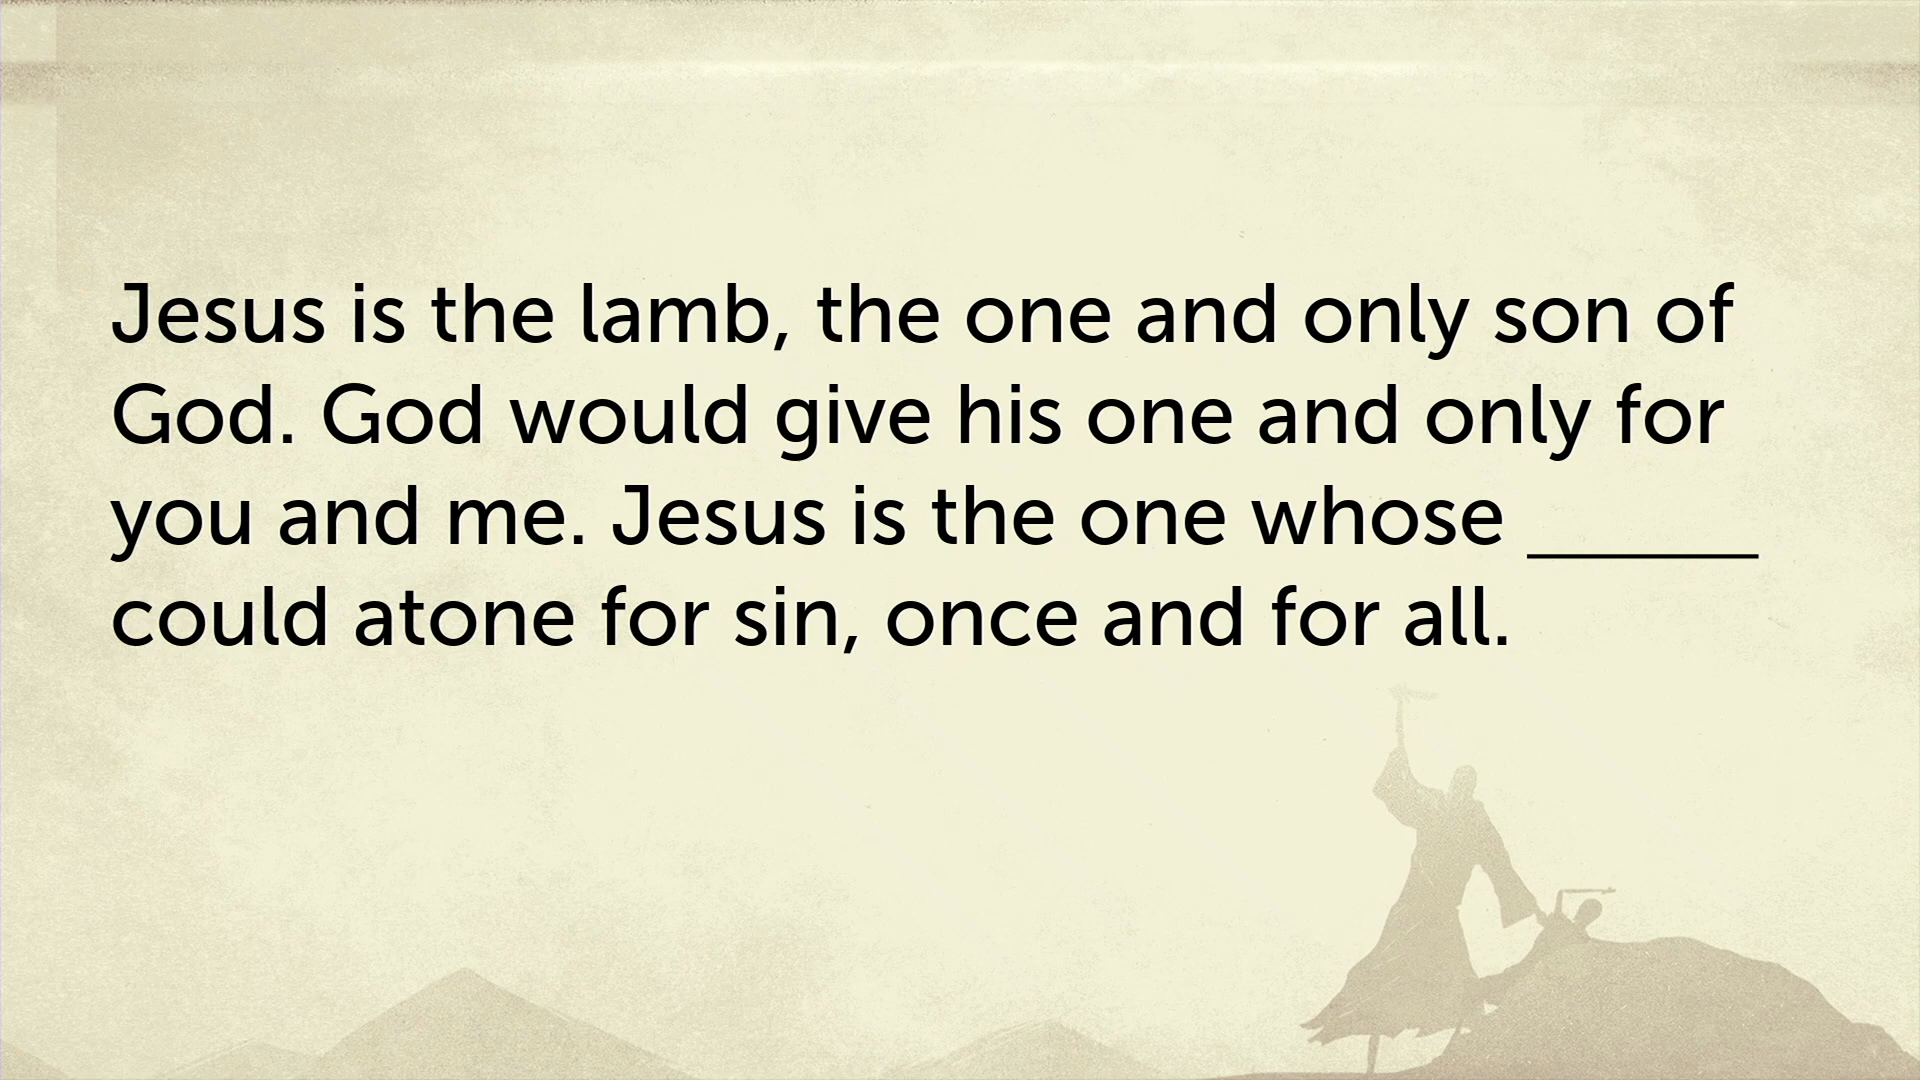 Jesus is the lamb, the one and only son of
God. God would give his one and only for
you and me. Jesus is the one whose ______
could atone for sin, once and for all.